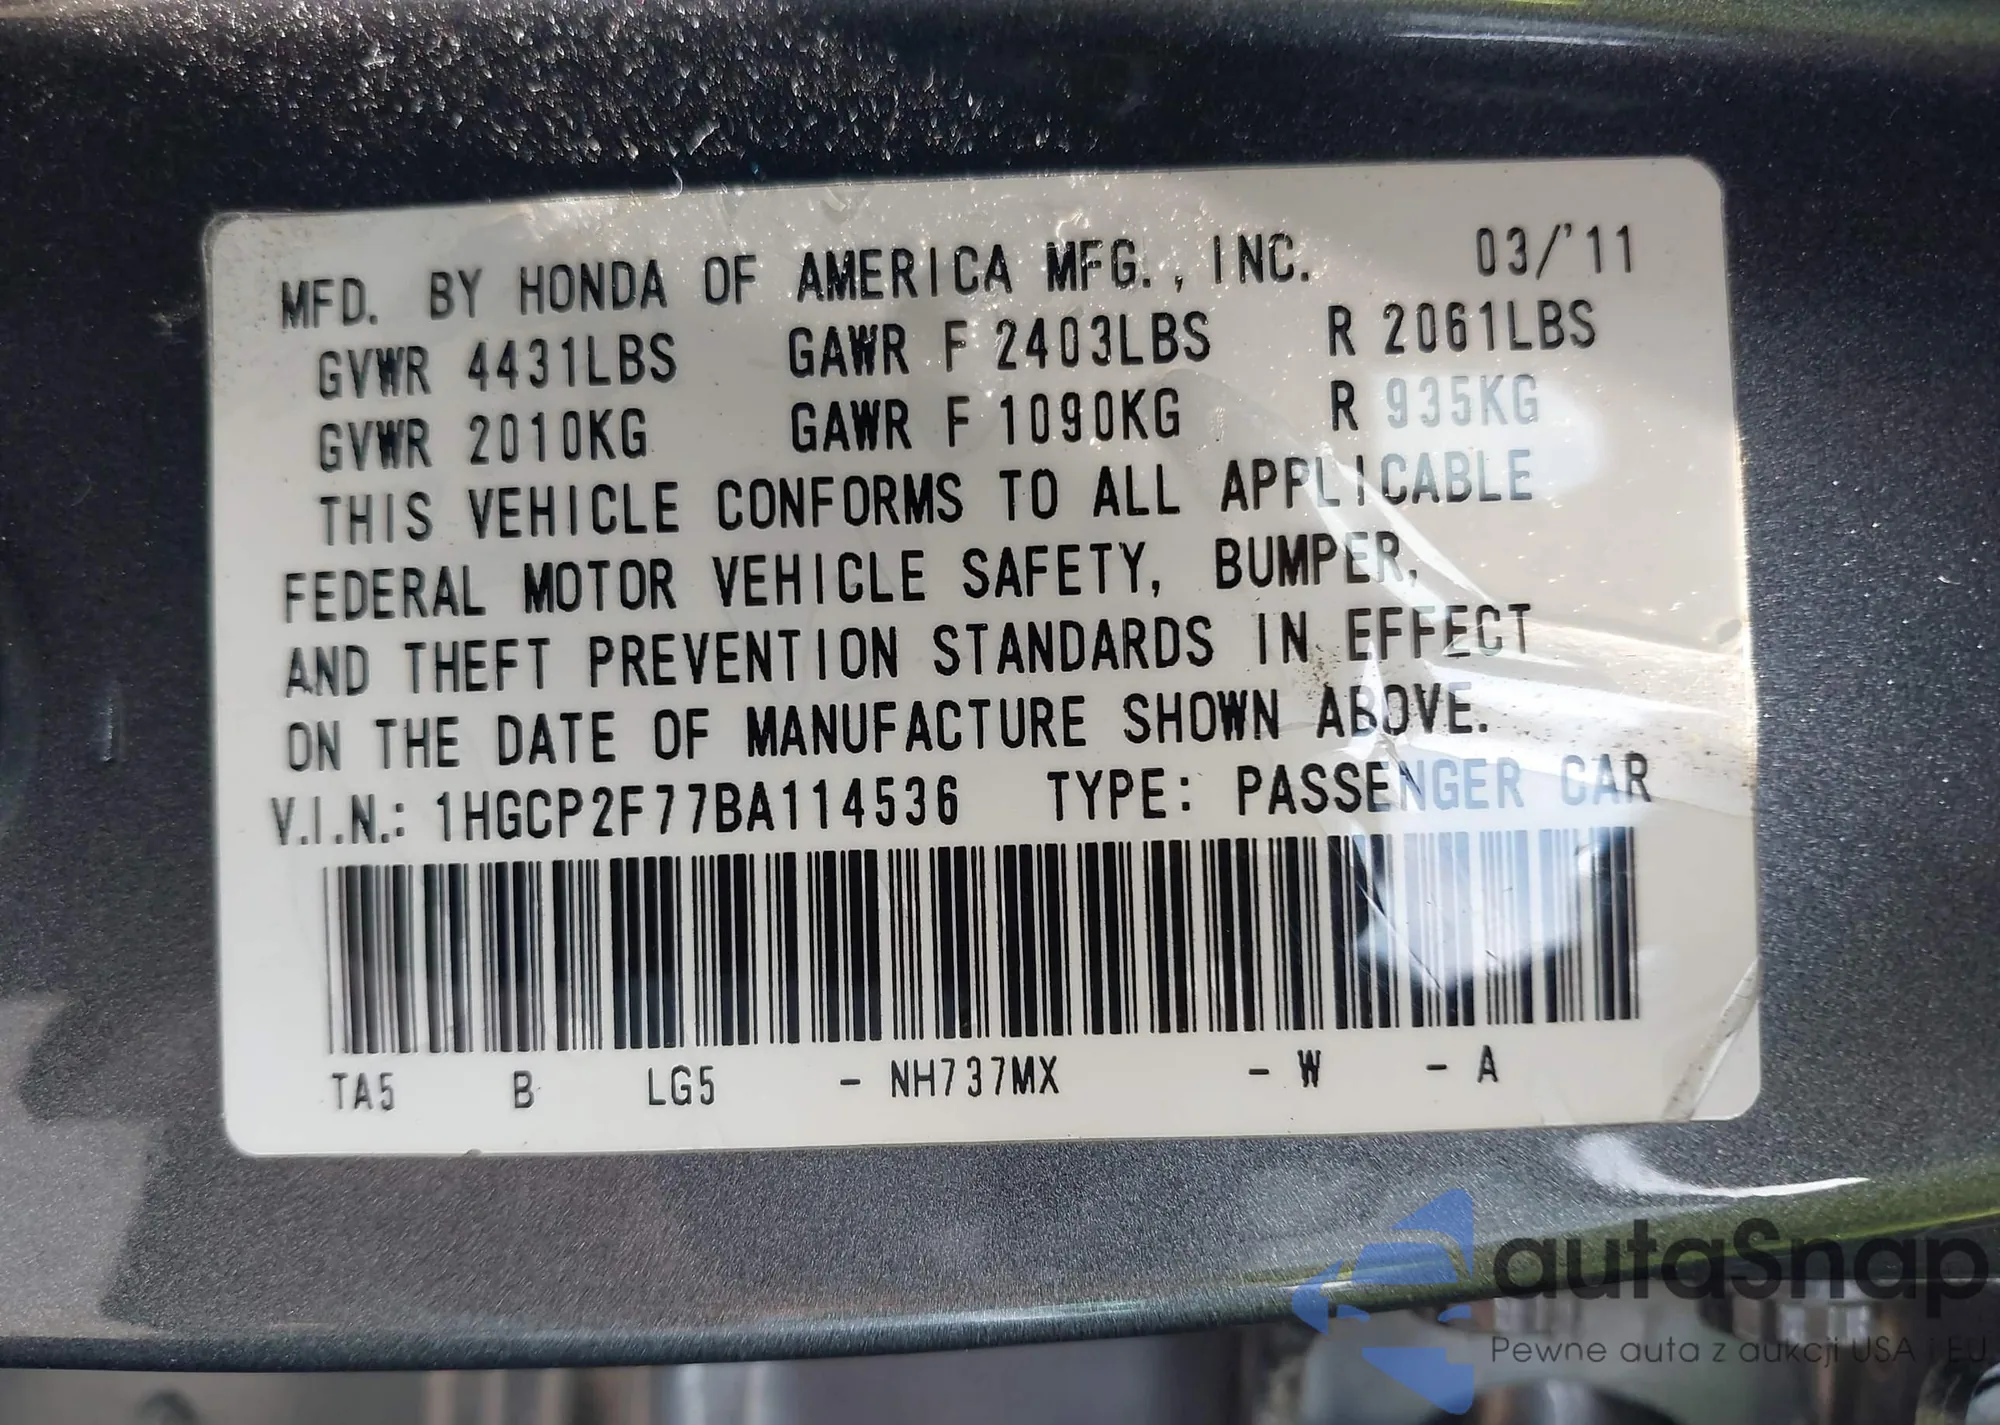 MFD. BY HONDA OF AMERICA MFG., INC. 03/'11
GVWR 4431LBS GAWR F 2403LBS R 2061LBS
GVWR 2010KG GAWR F 1090KG R 935KG
THIS VEHICLE CONFORMS TO ALL APPLICABLE
FEDERAL MOTOR VEHICLE SAFETY, BUMPER,
AND THEFT PREVENTION STANDARDS IN EFFECT
ON THE DATE OF MANUFACTURE SHOWN ABOVE.
V.I.N.: 1HGCP2F77BA114536 TYPE: PASSENGER CAR
TA5 B LG5 - NH737MX - W - A
autaSnap
Pewne auta z aukcji USA i EU